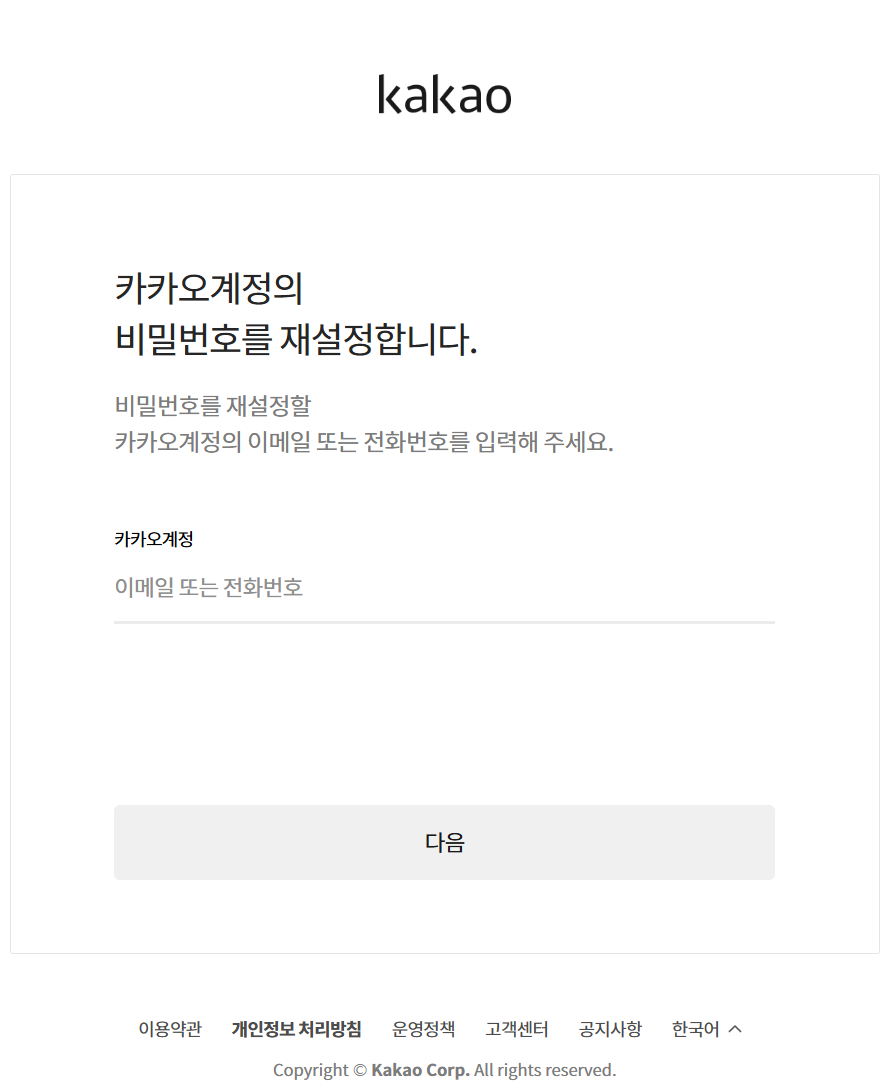 kakao
카카오계정의
비밀번호를 재설정합니다.
비밀번호를 재설정할
카카오계정의 이메일 또는 전화번호를 입력해 주세요.
카카오계정
이메일 또는 전화번호
다음
이용약관 개인정보 처리방침 운영정책 고객센터 공지사항 한국어
Copyright © Kakao Corp. All rights reserved.